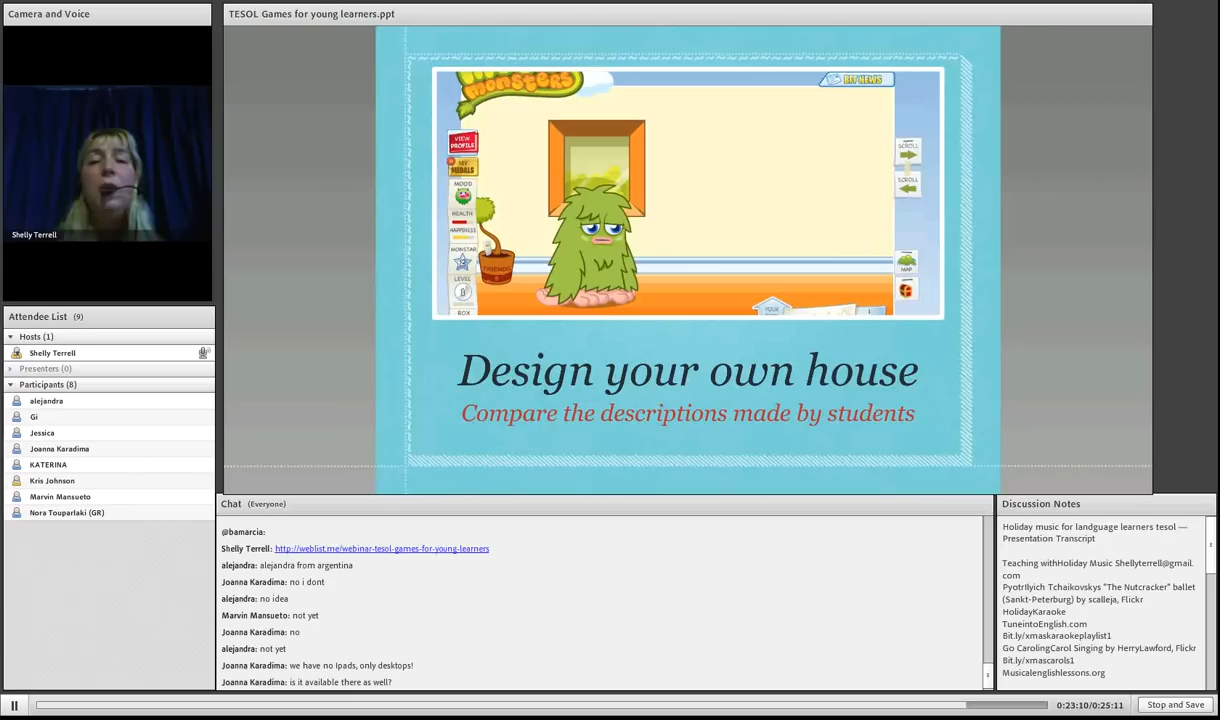 Camera and Voice
Shelly Terrell
Attendee List (9)
Hosts (1)
Shelly Terrell
Presenters (0)
Participants (8)
alejandra
Gi
Jessica
Joanna Karadima
KATERINA
Kris Johnson
Marvin Mansueto
Nora Touparlaki (GR)
TESOL Games for young learners.ppt
monsters
VIEW
PROFILE
MY
MEDALS
MOOD
HEALTH
HAPPINESS
MONSTAR
LEVEL
BOX
FRIENDS
YOUR
SCROLL
SCROLL
MAP
Design your own house
Compare the descriptions made by students
Chat (Everyone)
@bamarcia:
Shelly Terrell: http://weblist.me/webinar-tesol-games-for-young-learners
alejandra: alejandra from argentina
Joanna Karadima: no i dont
alejandra: no idea
Marvin Mansueto: not yet
Joanna Karadima: no
alejandra: not yet
Joanna Karadima: we have no Ipads, only desktops!
Joanna Karadima: is it available there as well?
Discussion Notes
Holiday music for landguage learners tesol —
Presentation Transcript
Teaching withHoliday Music Shellyterrell@gmail.
com
PyotrIlyich Tchaikovskys "The Nutcracker" ballet
(Sankt-Peterburg) by scalleja, Flickr
HolidayKaraoke
TuneintoEnglish.com
Bit.ly/xmaskaraokeplaylist1
Go CarolingCarol Singing by HerryLawford, Flickr
Bit.ly/xmascarols1
Musicalenglishlessons.org
0:23:10/0:25:11
Stop and Save